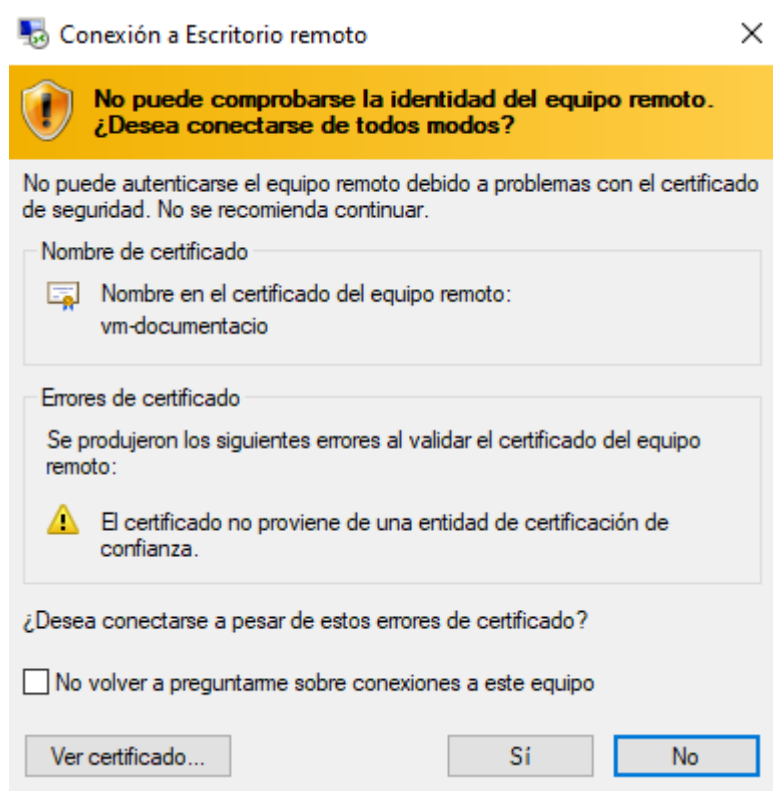 Conexión a Escritorio remoto
No puede comprobarse la identidad del equipo remoto.
¿Desea conectarse de todos modos?
No puede autenticarse el equipo remoto debido a problemas con el certificado
de seguridad. No se recomienda continuar.
Nombre de certificado
Nombre en el certificado del equipo remoto:
vm-documentacio
Errores de certificado
Se produjeron los siguientes errores al validar el certificado del equipo
remoto:
El certificado no proviene de una entidad de certificación de
confianza.
¿Desea conectarse a pesar de estos errores de certificado?
No volver a preguntarme sobre conexiones a este equipo
Ver certificado...
Sí
No